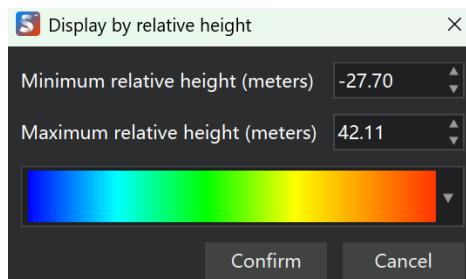 Display by relative height
Minimum relative height (meters) -27.70
Maximum relative height (meters) 42.11
Confirm Cancel